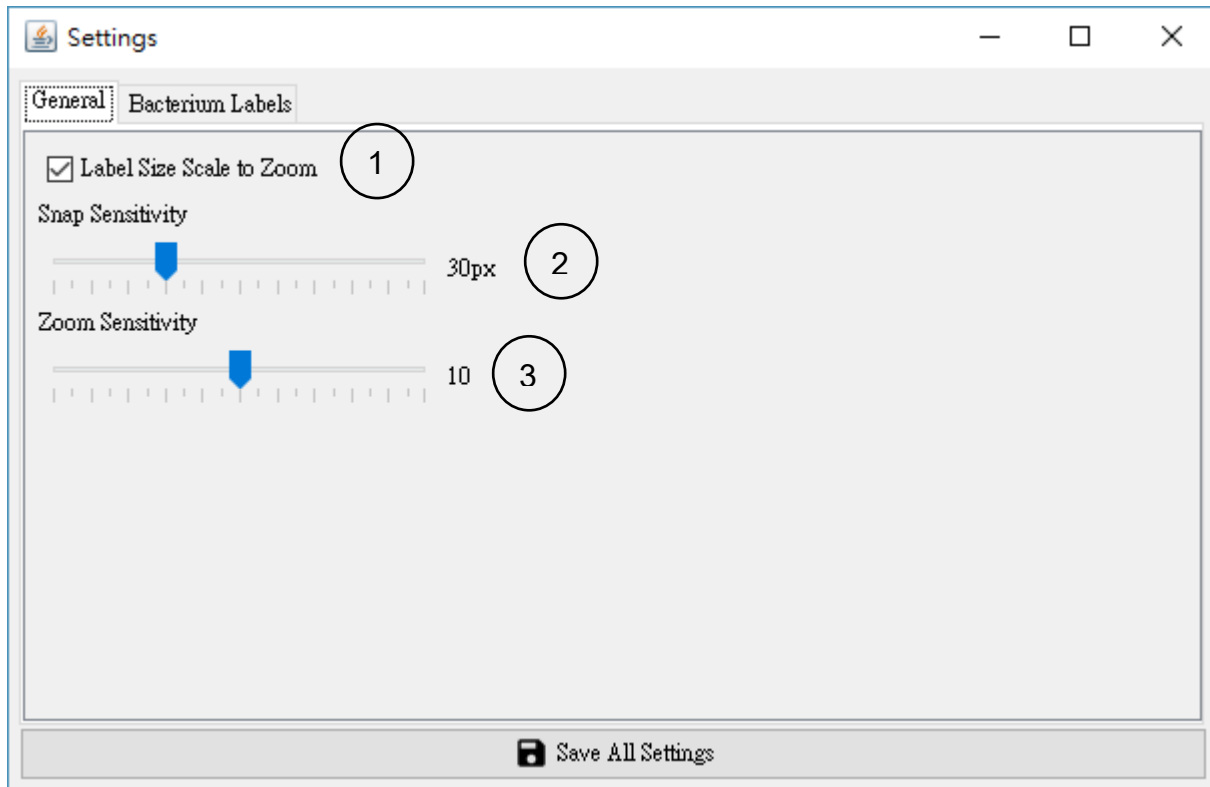 Settings
General Bacterium Labels
Label Size Scale to Zoom 1
Snap Sensitivity
30px 2
Zoom Sensitivity
10 3
Save All Settings